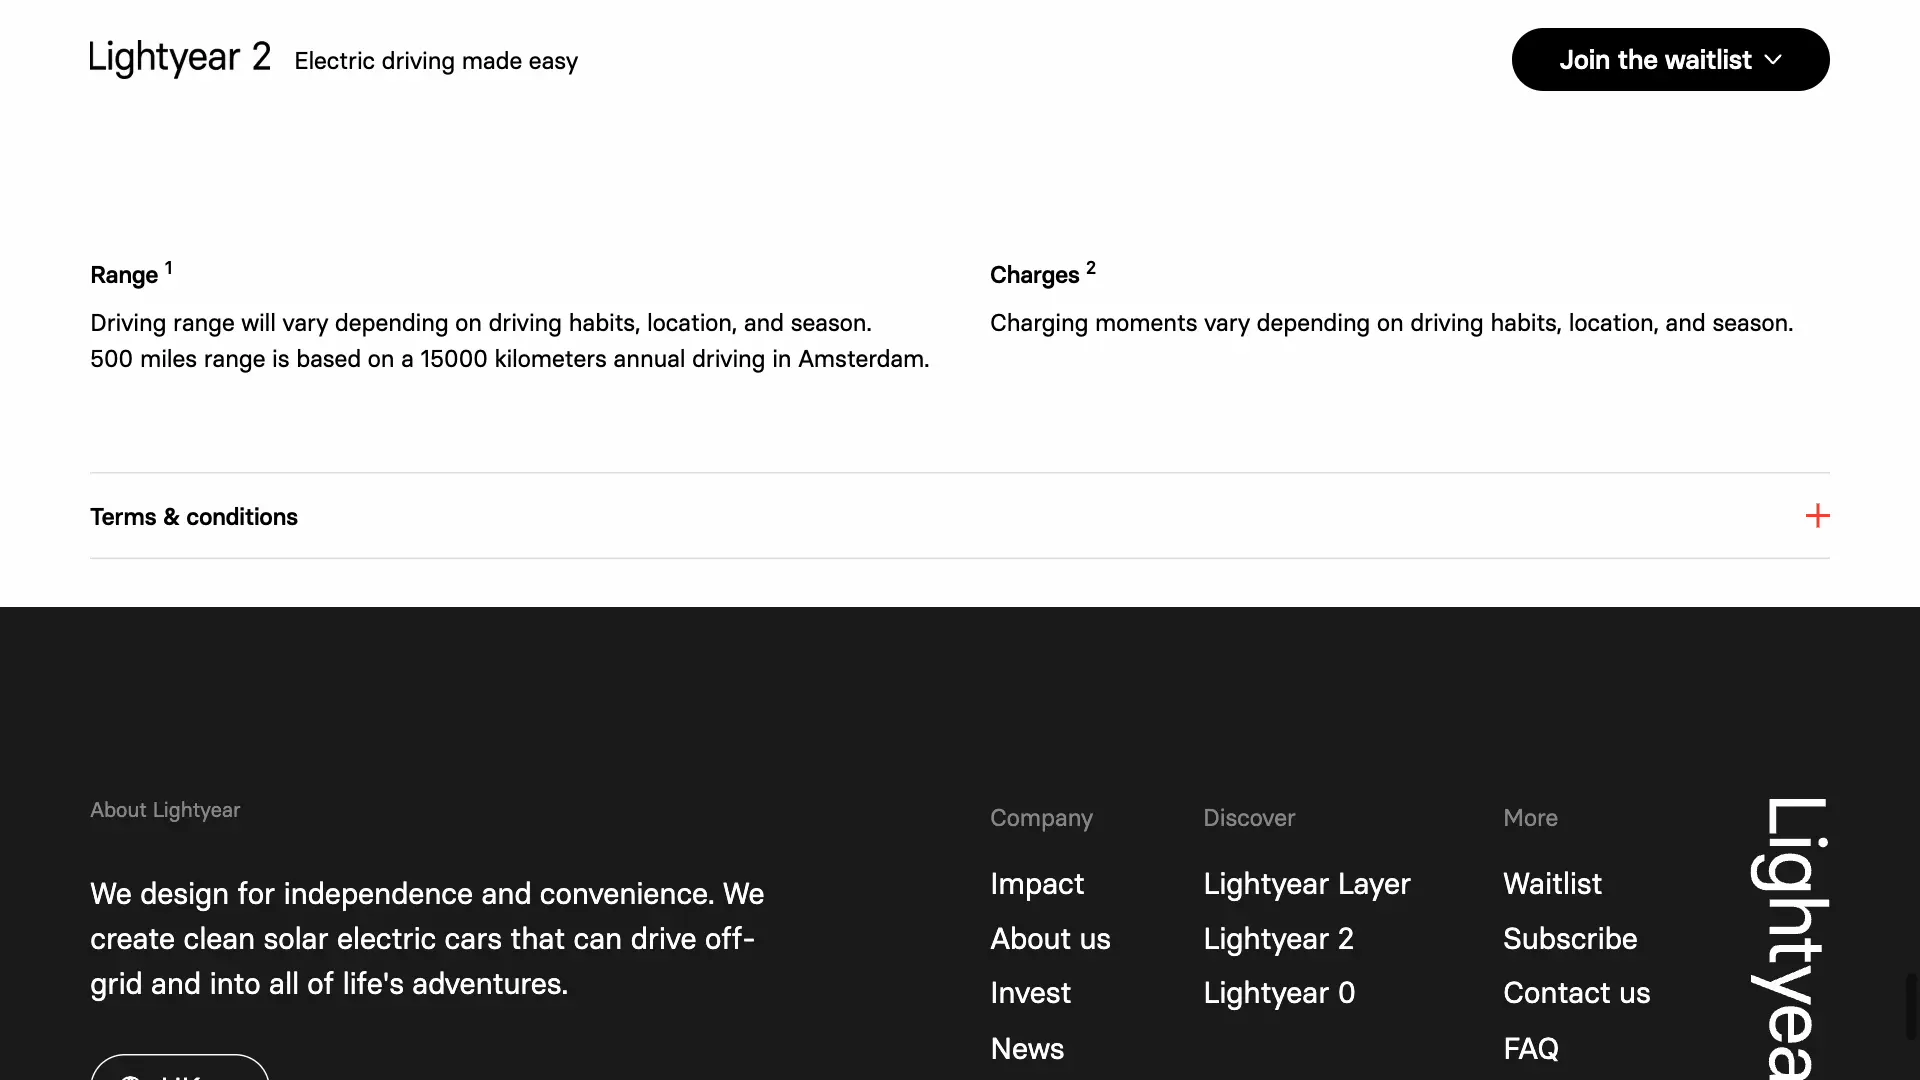 Lightyear 2 Electric driving made easy
Join the waitlist
Range 1
Driving range will vary depending on driving habits, location, and season.
500 miles range is based on a 15000 kilometers annual driving in Amsterdam.
Charges 2
Charging moments vary depending on driving habits, location, and season.
Terms & conditions
About Lightyear
We design for independence and convenience. We
create clean solar electric cars that can drive off-
grid and into all of life's adventures.
Company
Impact
About us
Invest
News
Discover
Lightyear Layer
Lightyear 2
Lightyear 0
More
Waitlist
Subscribe
Contact us
FAQ
Lightyea